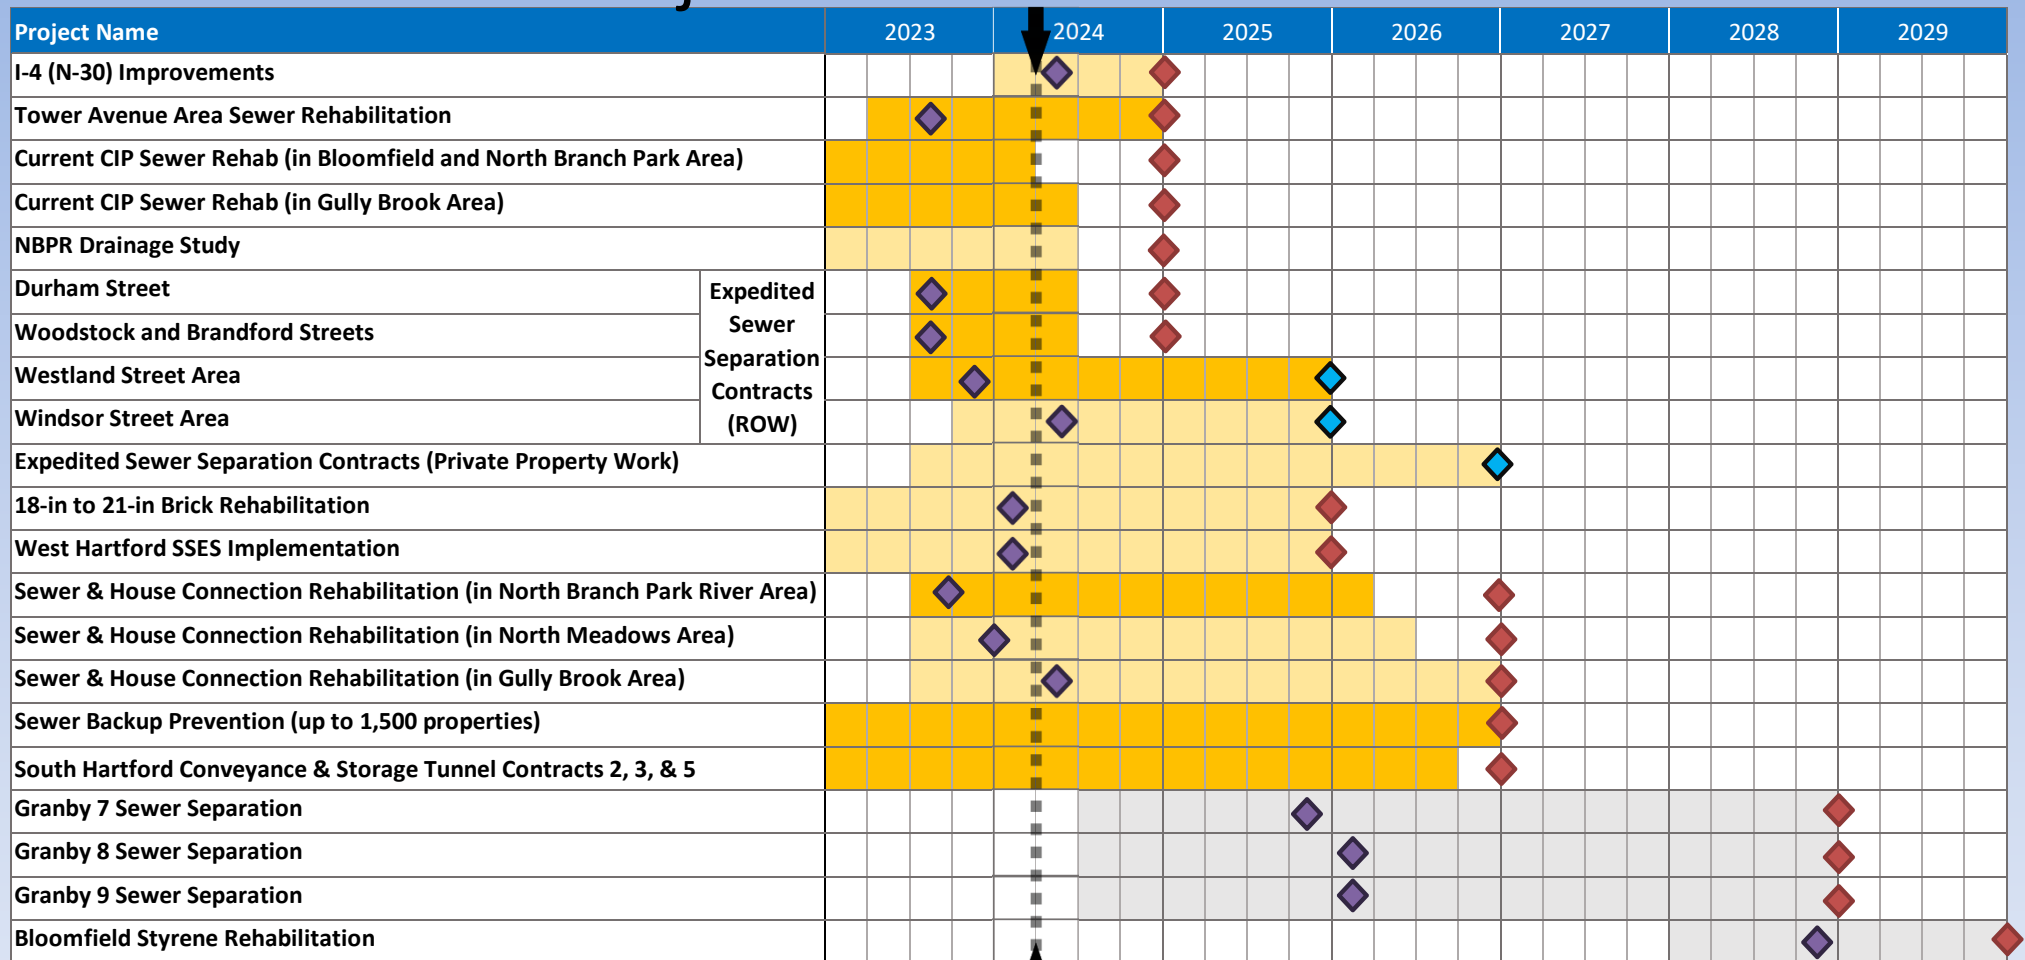 Project Name 2023 2024 2025 2026 2027 2028 2029
I-4 (N-30) Improvements
Tower Avenue Area Sewer Rehabilitation
Current CIP Sewer Rehab (in Bloomfield and North Branch Park Area)
Current CIP Sewer Rehab (in Gully Brook Area)
NBPR Drainage Study
Durham Street
Woodstock and Brandford Streets
Westland Street Area
Windsor Street Area
Expedited
Sewer
Separation
Contracts
(ROW)
Expedited Sewer Separation Contracts (Private Property Work)
18-in to 21-in Brick Rehabilitation
West Hartford SSES Implementation
Sewer & House Connection Rehabilitation (in North Branch Park River Area)
Sewer & House Connection Rehabilitation (in North Meadows Area)
Sewer & House Connection Rehabilitation (in Gully Brook Area)
Sewer Backup Prevention (up to 1,500 properties)
South Hartford Conveyance & Storage Tunnel Contracts 2, 3, & 5
Granby 7 Sewer Separation
Granby 8 Sewer Separation
Granby 9 Sewer Separation
Bloomfield Styrene Rehabilitation